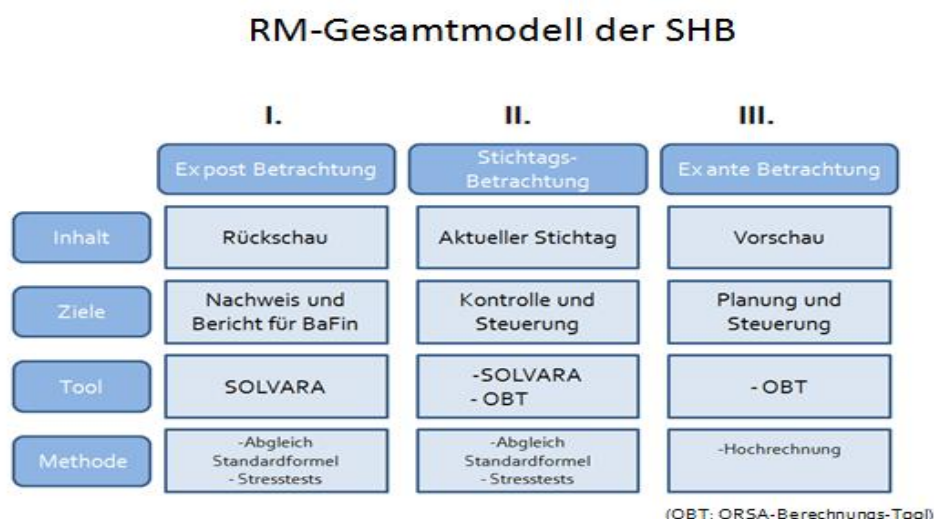 RM-Gesamtmodell der SHB
I.
II.
III.
Ex post Betrachtung
Stichtags-
Betrachtung
Ex ante Betrachtung
Inhalt
Rückschau
Aktueller Stichtag
Vorschau
Ziele
Nachweis und
Bericht für BaFin
Kontrolle und
Steuerung
Planung und
Steuerung
Tool
SOLVARA
-SOLVARA
- OBT
- OBT
Methode
-Abgleich
Standardformel
- Stresstests
-Abgleich
Standardformel
- Stresstests
-Hochrechnung
(OBT: ORSA-Berechnungs-Tool)